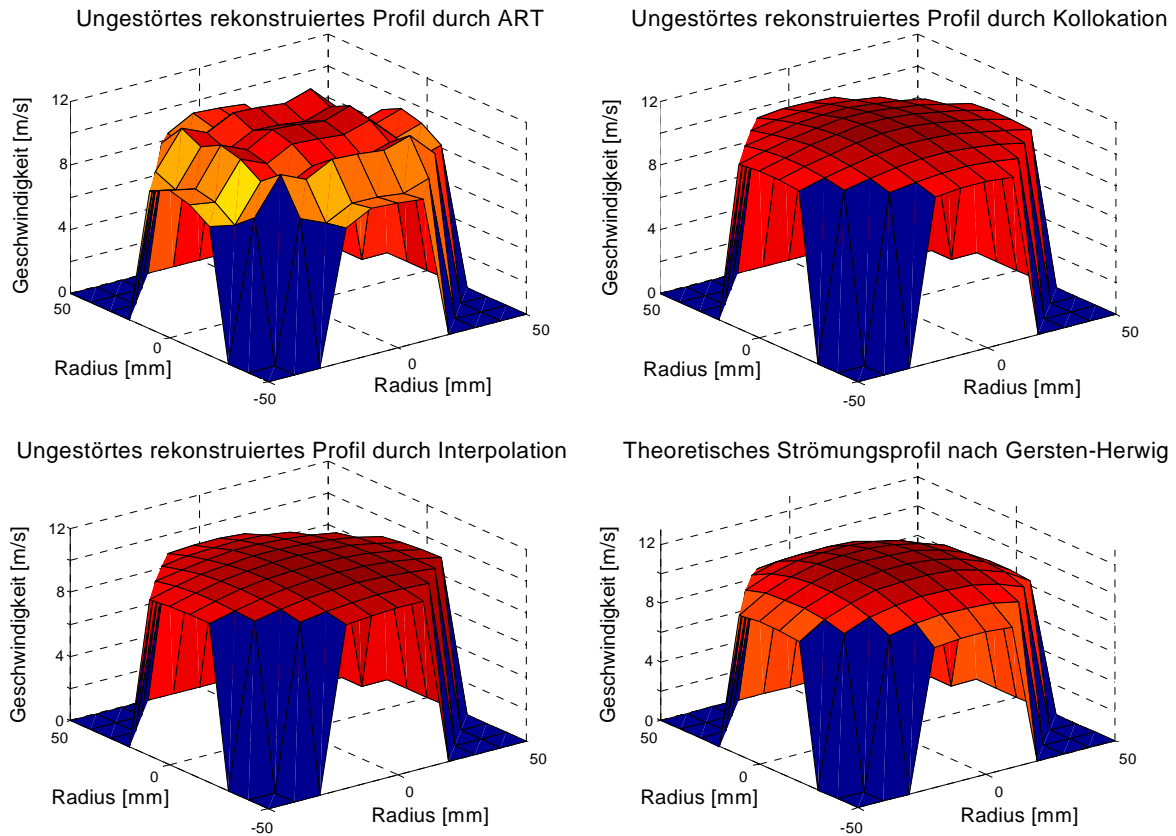 Ungestörtes rekonstruiertes Profil durch ART
12
8
4
0
Geschwindigkeit [m/s]
50
0
-50
Radius [mm]
0
50
Radius [mm]
Ungestörtes rekonstruiertes Profil durch Kollokation
12
8
4
0
Geschwindigkeit [m/s]
50
0
-50
Radius [mm]
0
50
Radius [mm]
Ungestörtes rekonstruiertes Profil durch Interpolation
12
8
4
0
Geschwindigkeit [m/s]
50
0
-50
Radius [mm]
0
50
Radius [mm]
Theoretisches Strömungsprofil nach Gersten-Herwig
12
8
4
0
Geschwindigkeit [m/s]
50
0
-50
Radius [mm]
0
50
Radius [mm]